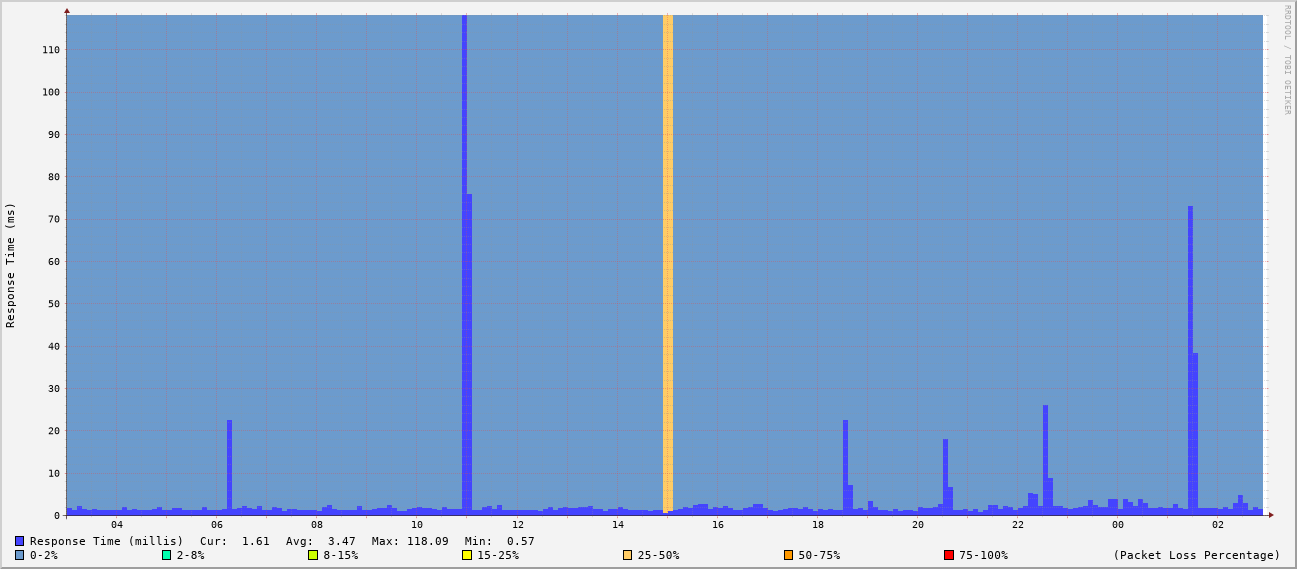 RRDTOOL / TOBI OETIKER
Response Time (ms)
110
100
90
80
70
60
50
40
30
20
10
0
04 06 08 10 12 14 16 18 20 22 00 02
Response Time (millis) Cur: 1.61 Avg: 3.47 Max: 118.09 Min: 0.57
0-2% 2-8% 8-15% 15-25% 25-50% 50-75% 75-100% (Packet Loss Percentage)